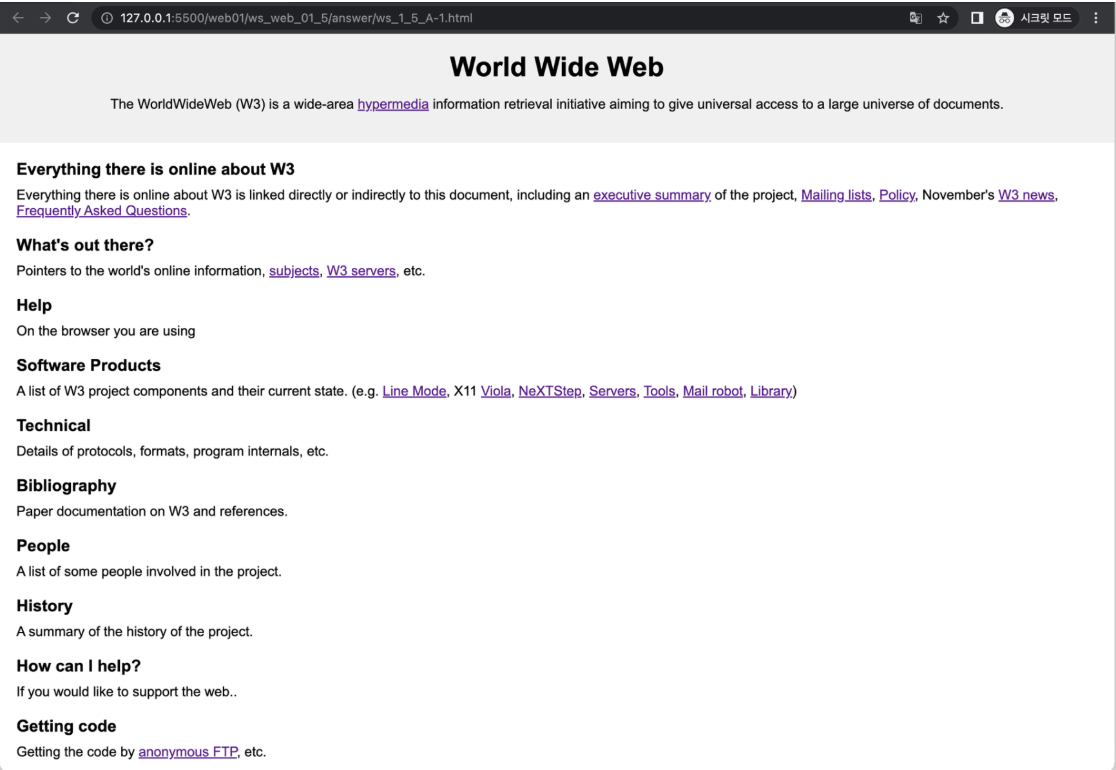 127.0.0.1:5500/web01/ws_web_01_5/answer/ws_1_5_A-1.html 시크릿 모드
World Wide Web
The WorldWideWeb (W3) is a wide-area hypermedia information retrieval initiative aiming to give universal access to a large universe of documents.
Everything there is online about W3
Everything there is online about W3 is linked directly or indirectly to this document, including an executive summary of the project, Mailing lists, Policy, November's W3 news,
Frequently Asked Questions.
What's out there?
Pointers to the world's online information, subjects, W3 servers, etc.
Help
On the browser you are using
Software Products
A list of W3 project components and their current state. (e.g. Line Mode, X11 Viola, NeXTStep, Servers, Tools, Mail robot, Library)
Technical
Details of protocols, formats, program internals, etc.
Bibliography
Paper documentation on W3 and references.
People
A list of some people involved in the project.
History
A summary of the history of the project.
How can I help?
If you would like to support the web..
Getting code
Getting the code by anonymous FTP, etc.